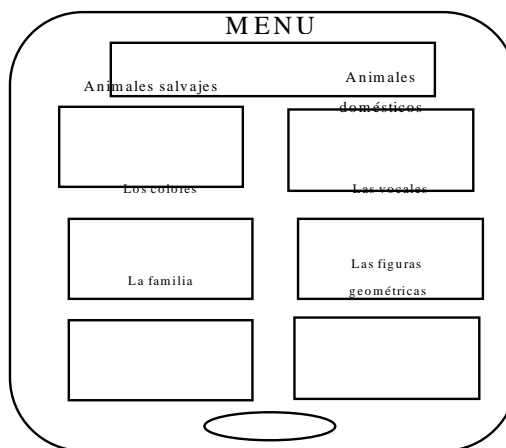 MENU
Animales salvajes
Animales
domésticos
Los colores
Las vocales
La familia
Las figuras
geométricas